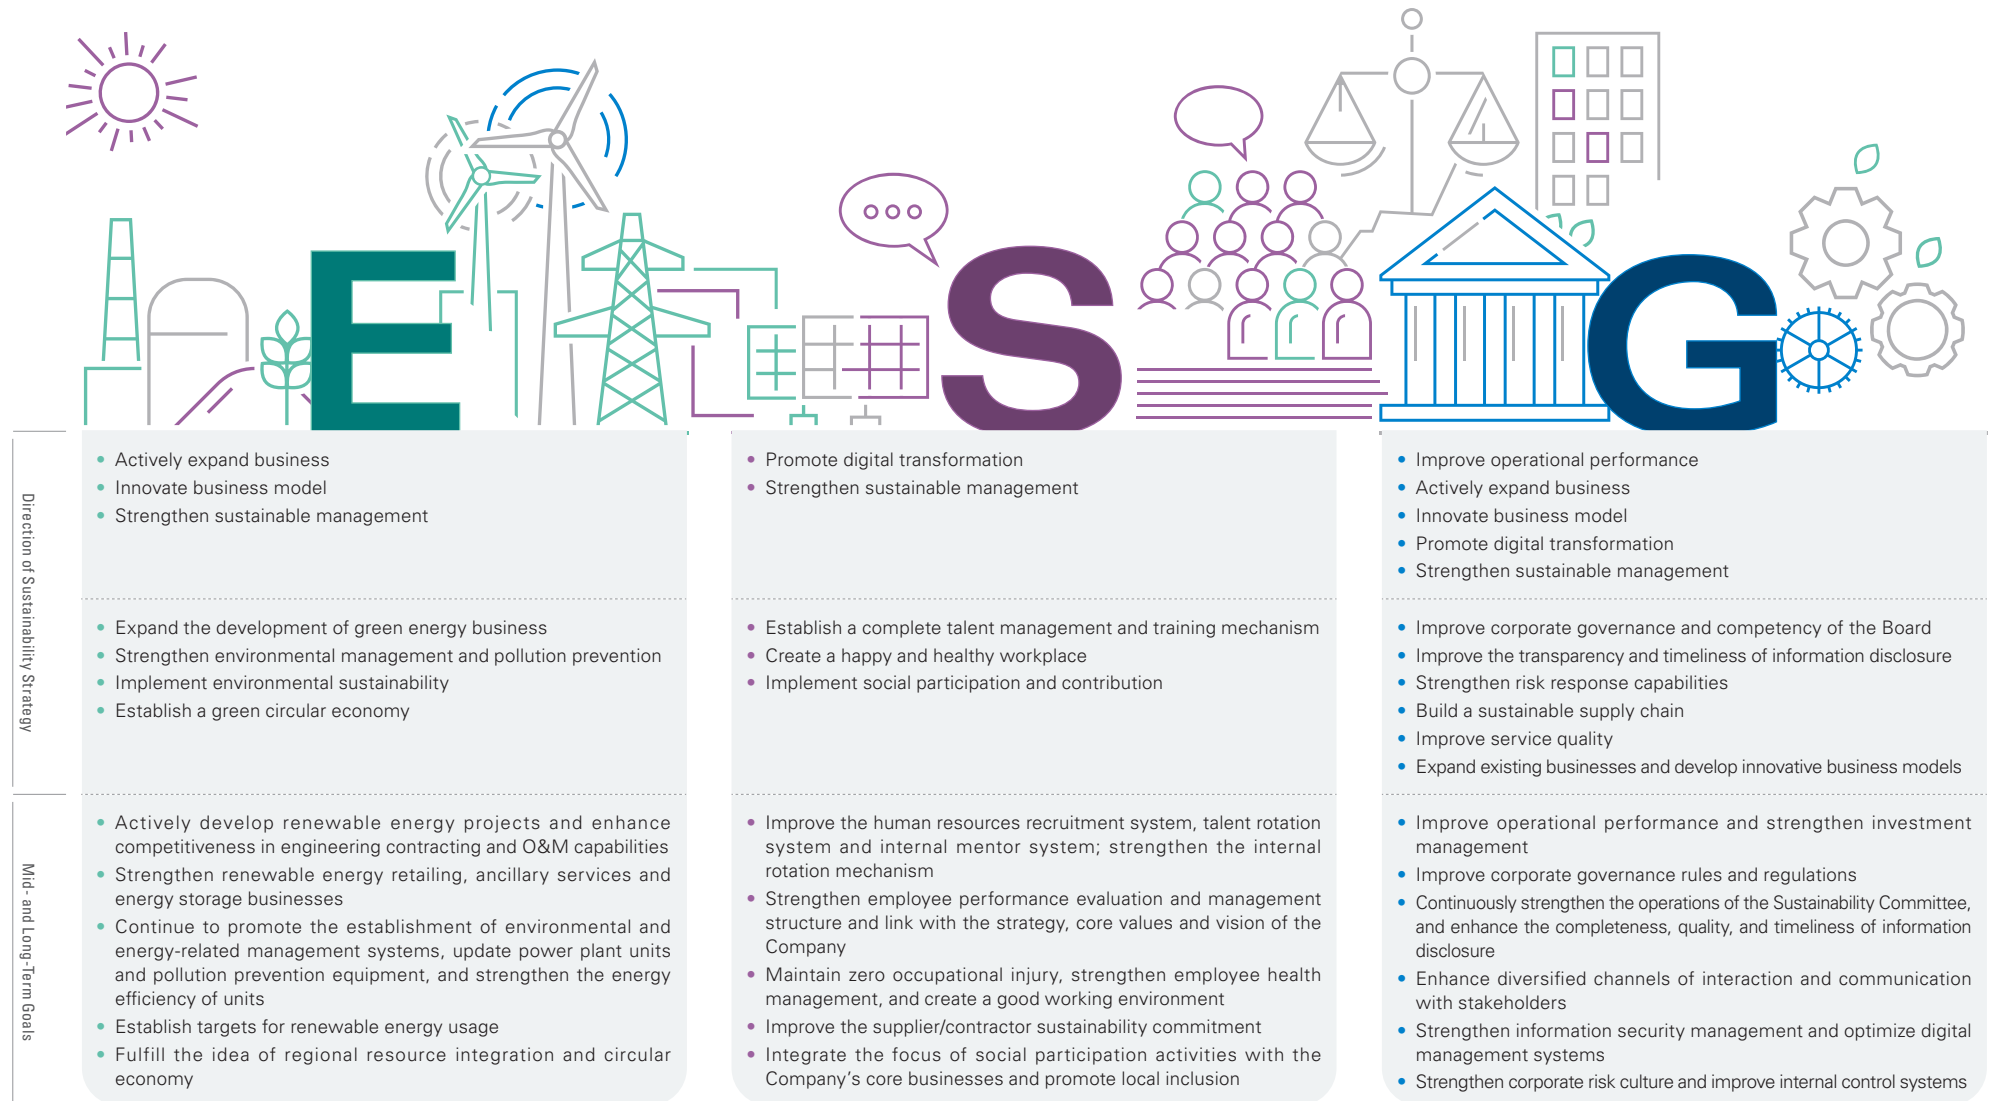 E
S
G
Direction of Sustainability Strategy
• Actively expand business
• Innovate business model
• Strengthen sustainable management
• Promote digital transformation
• Strengthen sustainable management
• Improve operational performance
• Actively expand business
• Innovate business model
• Promote digital transformation
• Strengthen sustainable management
• Expand the development of green energy business
• Strengthen environmental management and pollution prevention
• Implement environmental sustainability
• Establish a green circular economy
• Establish a complete talent management and training mechanism
• Create a happy and healthy workplace
• Implement social participation and contribution
• Improve corporate governance and competency of the Board
• Improve the transparency and timeliness of information disclosure
• Strengthen risk response capabilities
• Build a sustainable supply chain
• Improve service quality
• Expand existing businesses and develop innovative business models
Mid- and Long-Term Goals
• Actively develop renewable energy projects and enhance
competitiveness in engineering contracting and O&M capabilities
• Strengthen renewable energy retailing, ancillary services and
energy storage businesses
• Continue to promote the establishment of environmental and
energy-related management systems, update power plant units
and pollution prevention equipment, and strengthen the energy
efficiency of units
• Establish targets for renewable energy usage
• Fulfill the idea of regional resource integration and circular
economy
• Improve the human resources recruitment system, talent rotation
system and internal mentor system; strengthen the internal
rotation mechanism
• Strengthen employee performance evaluation and management
structure and link with the strategy, core values and vision of the
Company
• Maintain zero occupational injury, strengthen employee health
management, and create a good working environment
• Improve the supplier/contractor sustainability commitment
• Integrate the focus of social participation activities with the
Company's core businesses and promote local inclusion
• Improve operational performance and strengthen investment
management
• Improve corporate governance rules and regulations
• Continuously strengthen the operations of the Sustainability Committee,
and enhance the completeness, quality, and timeliness of information
disclosure
• Enhance diversified channels of interaction and communication
with stakeholders
• Strengthen information security management and optimize digital
management systems
• Strengthen corporate risk culture and improve internal control systems